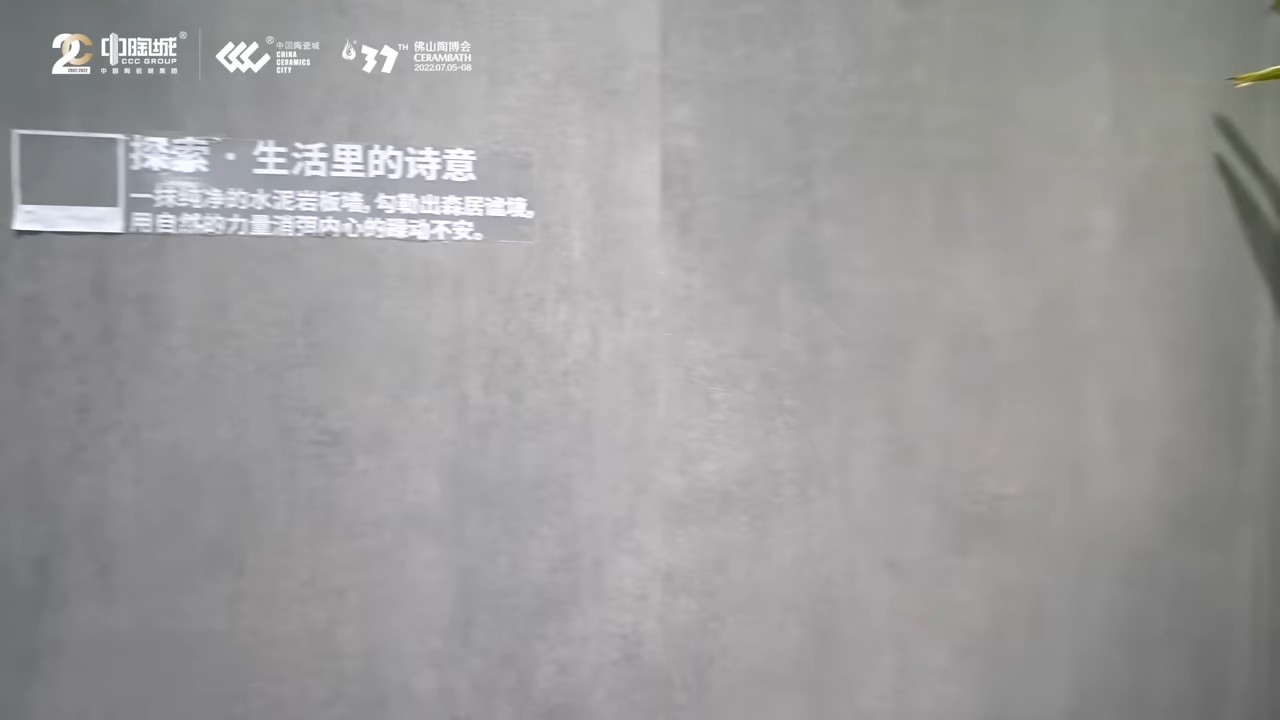 2C
2002-2022
中陶城®
CCC GROUP
中国陶瓷城集团
®
中国陶瓷城
CHINA
CERAMICS
CITY
37TH
佛山陶博会
CERAMBATH
2022.07.05-08
探索·生活里的诗意
一抹纯净的水泥岩板墙,勾勒出森居谧境,
用自然的力量消弭内心的躁动不安。